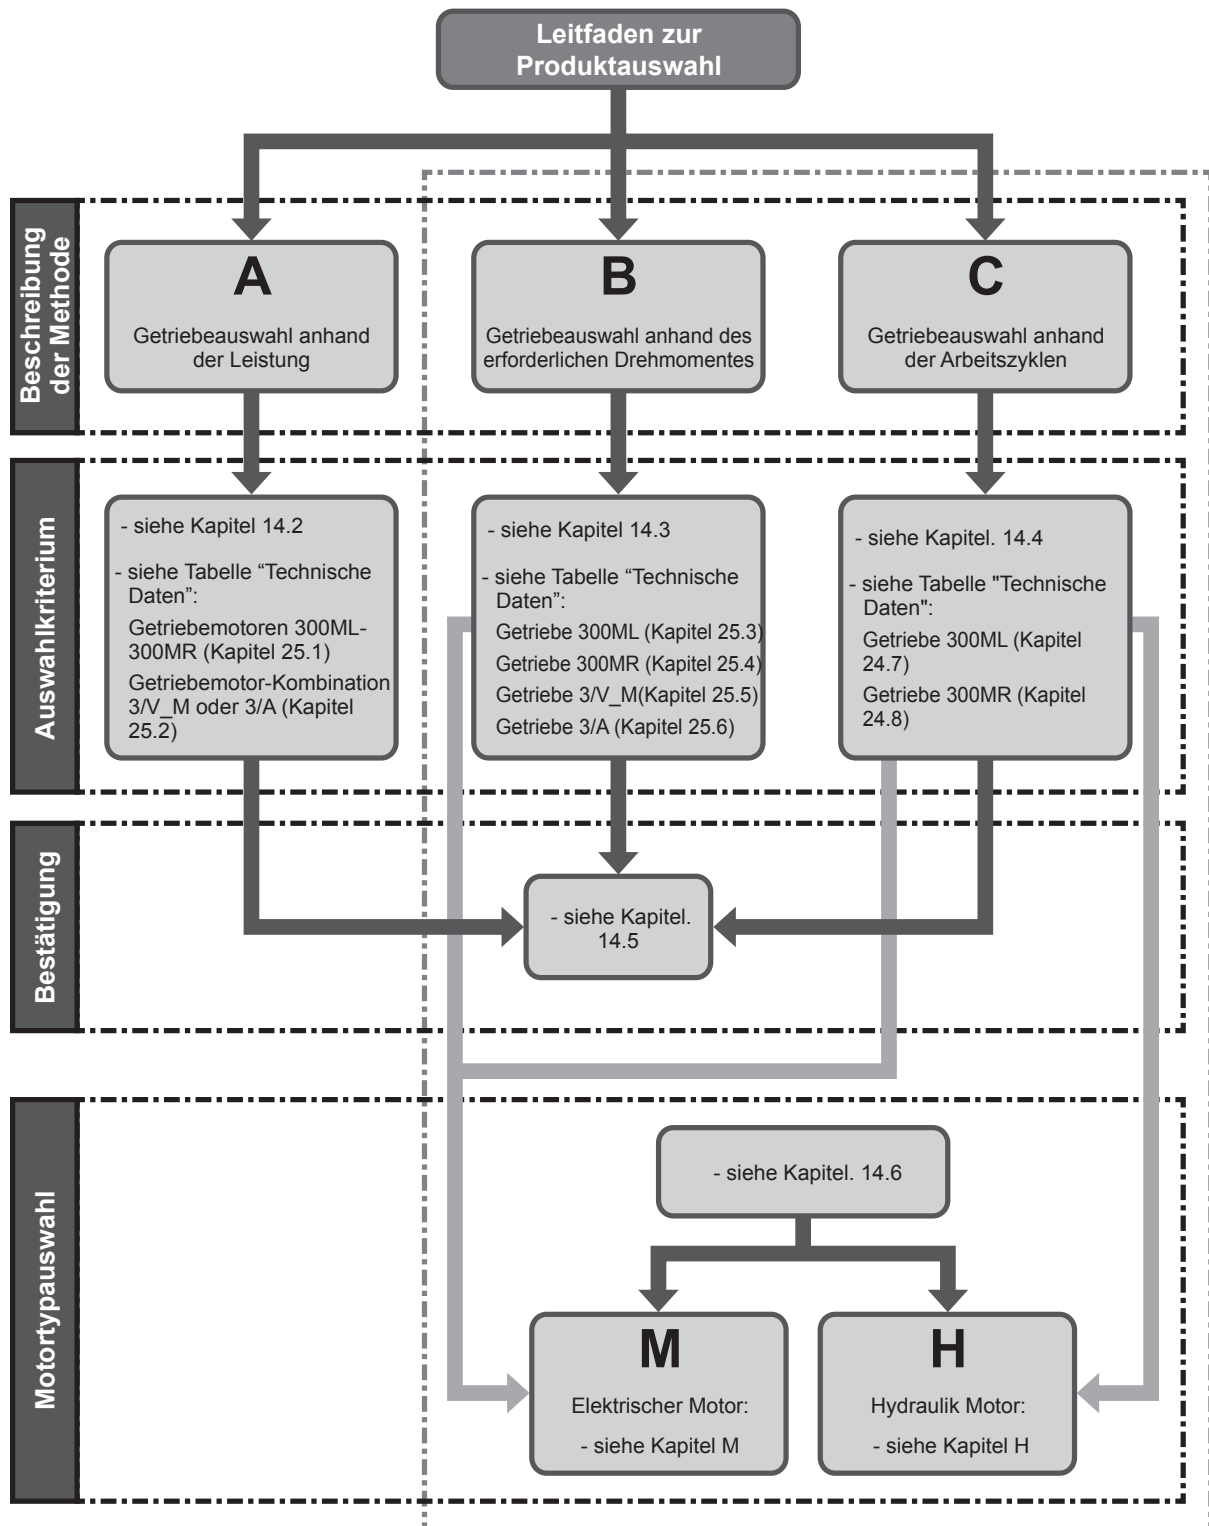 Leitfaden zur
Produktauswahl
Beschreibung
der Methode
A
Getriebeauswahl anhand
der Leistung
B
Getriebeauswahl anhand des
erforderlichen Drehmomentes
C
Getriebeauswahl anhand
der Arbeitszyklen
Auswahlkriterium
- siehe Kapitel 14.2
- siehe Tabelle “Technische
Daten”:
Getriebemotoren 300ML-
300MR (Kapitel 25.1)
Getriebemotor-Kombination
3/V_M oder 3/A (Kapitel
25.2)
- siehe Kapitel 14.3
- siehe Tabelle “Technische
Daten”:
Getriebe 300ML (Kapitel 25.3)
Getriebe 300MR (Kapitel 25.4)
Getriebe 3/V_M(Kapitel 25.5)
Getriebe 3/A (Kapitel 25.6)
- siehe Kapitel. 14.4
- siehe Tabelle "Technische
Daten":
Getriebe 300ML (Kapitel
24.7)
Getriebe 300MR (Kapitel
24.8)
Bestätigung
- siehe Kapitel.
14.5
Motortypauswahl
- siehe Kapitel. 14.6
M
Elektrischer Motor:
- siehe Kapitel M
H
Hydraulik Motor:
- siehe Kapitel H